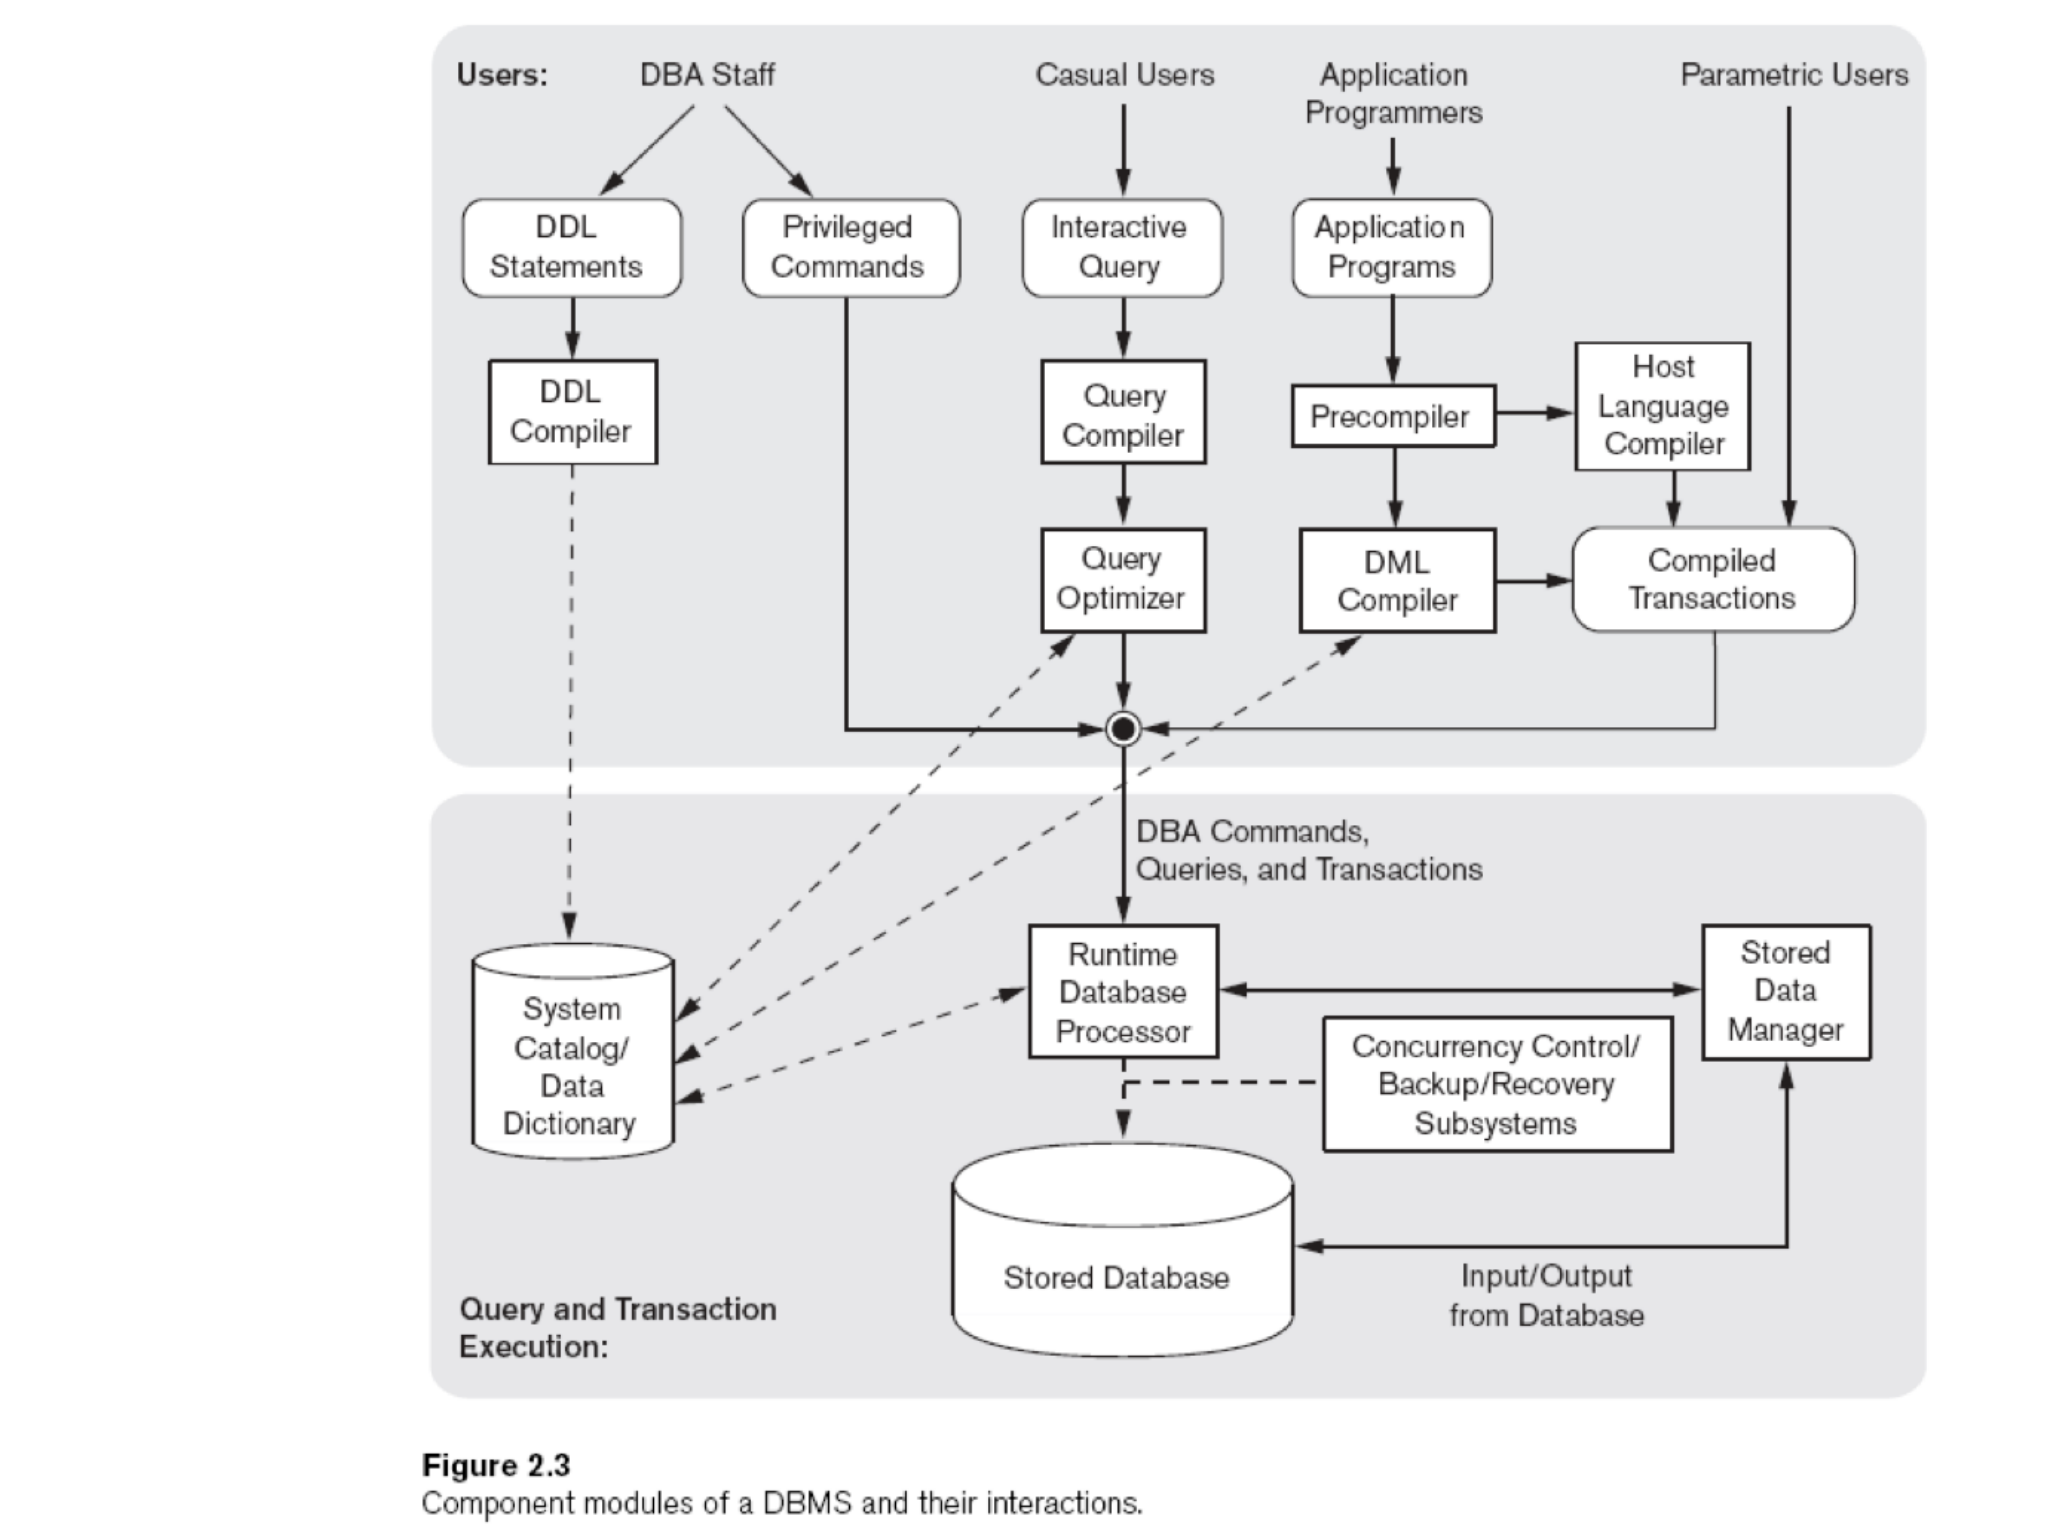 Users:
DBA Staff
Casual Users
Application
Programmers
Parametric Users
DDL
Statements
Privileged
Commands
Interactive
Query
Application
Programs
DDL
Compiler
Query
Compiler
Precompiler
Host
Language
Compiler
Query
Optimizer
DML
Compiler
Compiled
Transactions
DBA Commands,
Queries, and Transactions
System
Catalog/
Data
Dictionary
Runtime
Database
Processor
Stored
Data
Manager
Concurrency Control/
Backup/Recovery
Subsystems
Stored Database
Input/Output
from Database
Query and Transaction
Execution:
Figure 2.3
Component modules of a DBMS and their interactions.